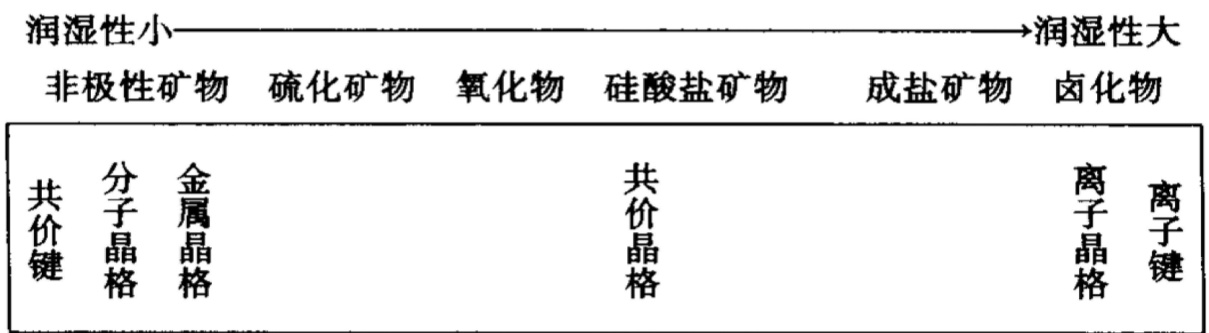 润湿性小 润湿性大
非极性矿物 硫化矿物 氧化物 硅酸盐矿物 成盐矿物 卤化物
共价键
分子晶格
金属晶格
共价晶格
离子晶格
离子键